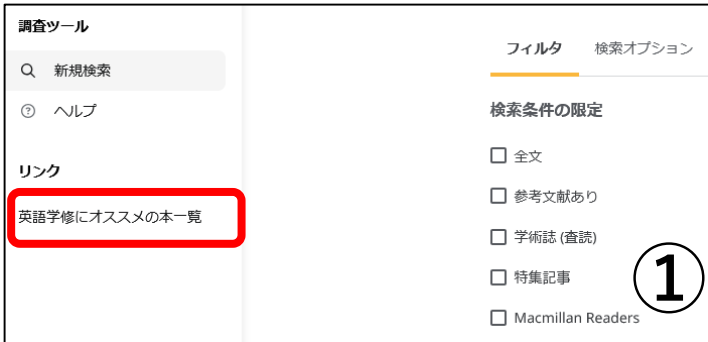 調査ツール
新規検索
ヘルプ
リンク
英語学修にオススメの本一覧
フィルタ 検索オプション
検索条件の限定
全文
参考文献あり
学術誌 (査読)
特集記事
Macmillan Readers
①